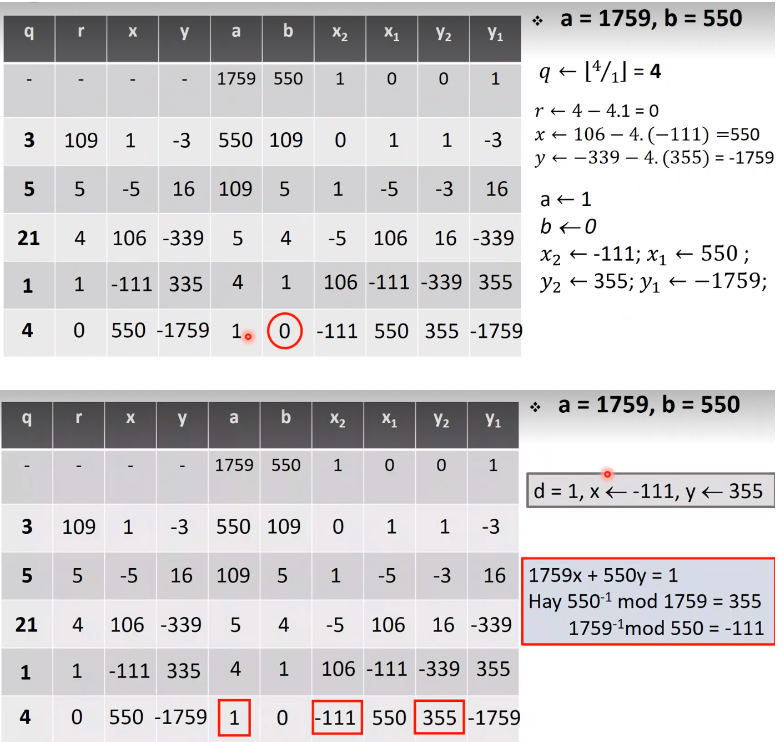 q r x y a b x₂ x₁ y₂ y₁
- - - - 1759 550 1 0 0 1
3 109 1 -3 550 109 0 1 1 -3
5 5 -5 16 109 5 1 -5 -3 16
21 4 106 -339 5 4 -5 106 16 -339
1 1 -111 335 4 1 106 -111 -339 355
4 0 550 -1759 1 0 -111 550 355 -1759
❖ a = 1759, b = 550
q ← ⌊4/1⌋ = 4
r ← 4 − 4.1 = 0
x ← 106 − 4. (−111) =550
y ← −339 − 4. (355) = -1759
a ← 1
b ←0
x₂ ← -111; x₁ ← 550 ;
y₂ ← 355; y₁ ← −1759;
q r x y a b x₂ x₁ y₂ y₁
- - - - 1759 550 1 0 0 1
3 109 1 -3 550 109 0 1 1 -3
5 5 -5 16 109 5 1 -5 -3 16
21 4 106 -339 5 4 -5 106 16 -339
1 1 -111 335 4 1 106 -111 -339 355
4 0 550 -1759 1 0 -111 550 355 -1759
❖ a = 1759, b = 550
d = 1, x ← -111, y ← 355
1759x + 550y = 1
Hay 550⁻¹ mod 1759 = 355
1759⁻¹mod 550 = -111